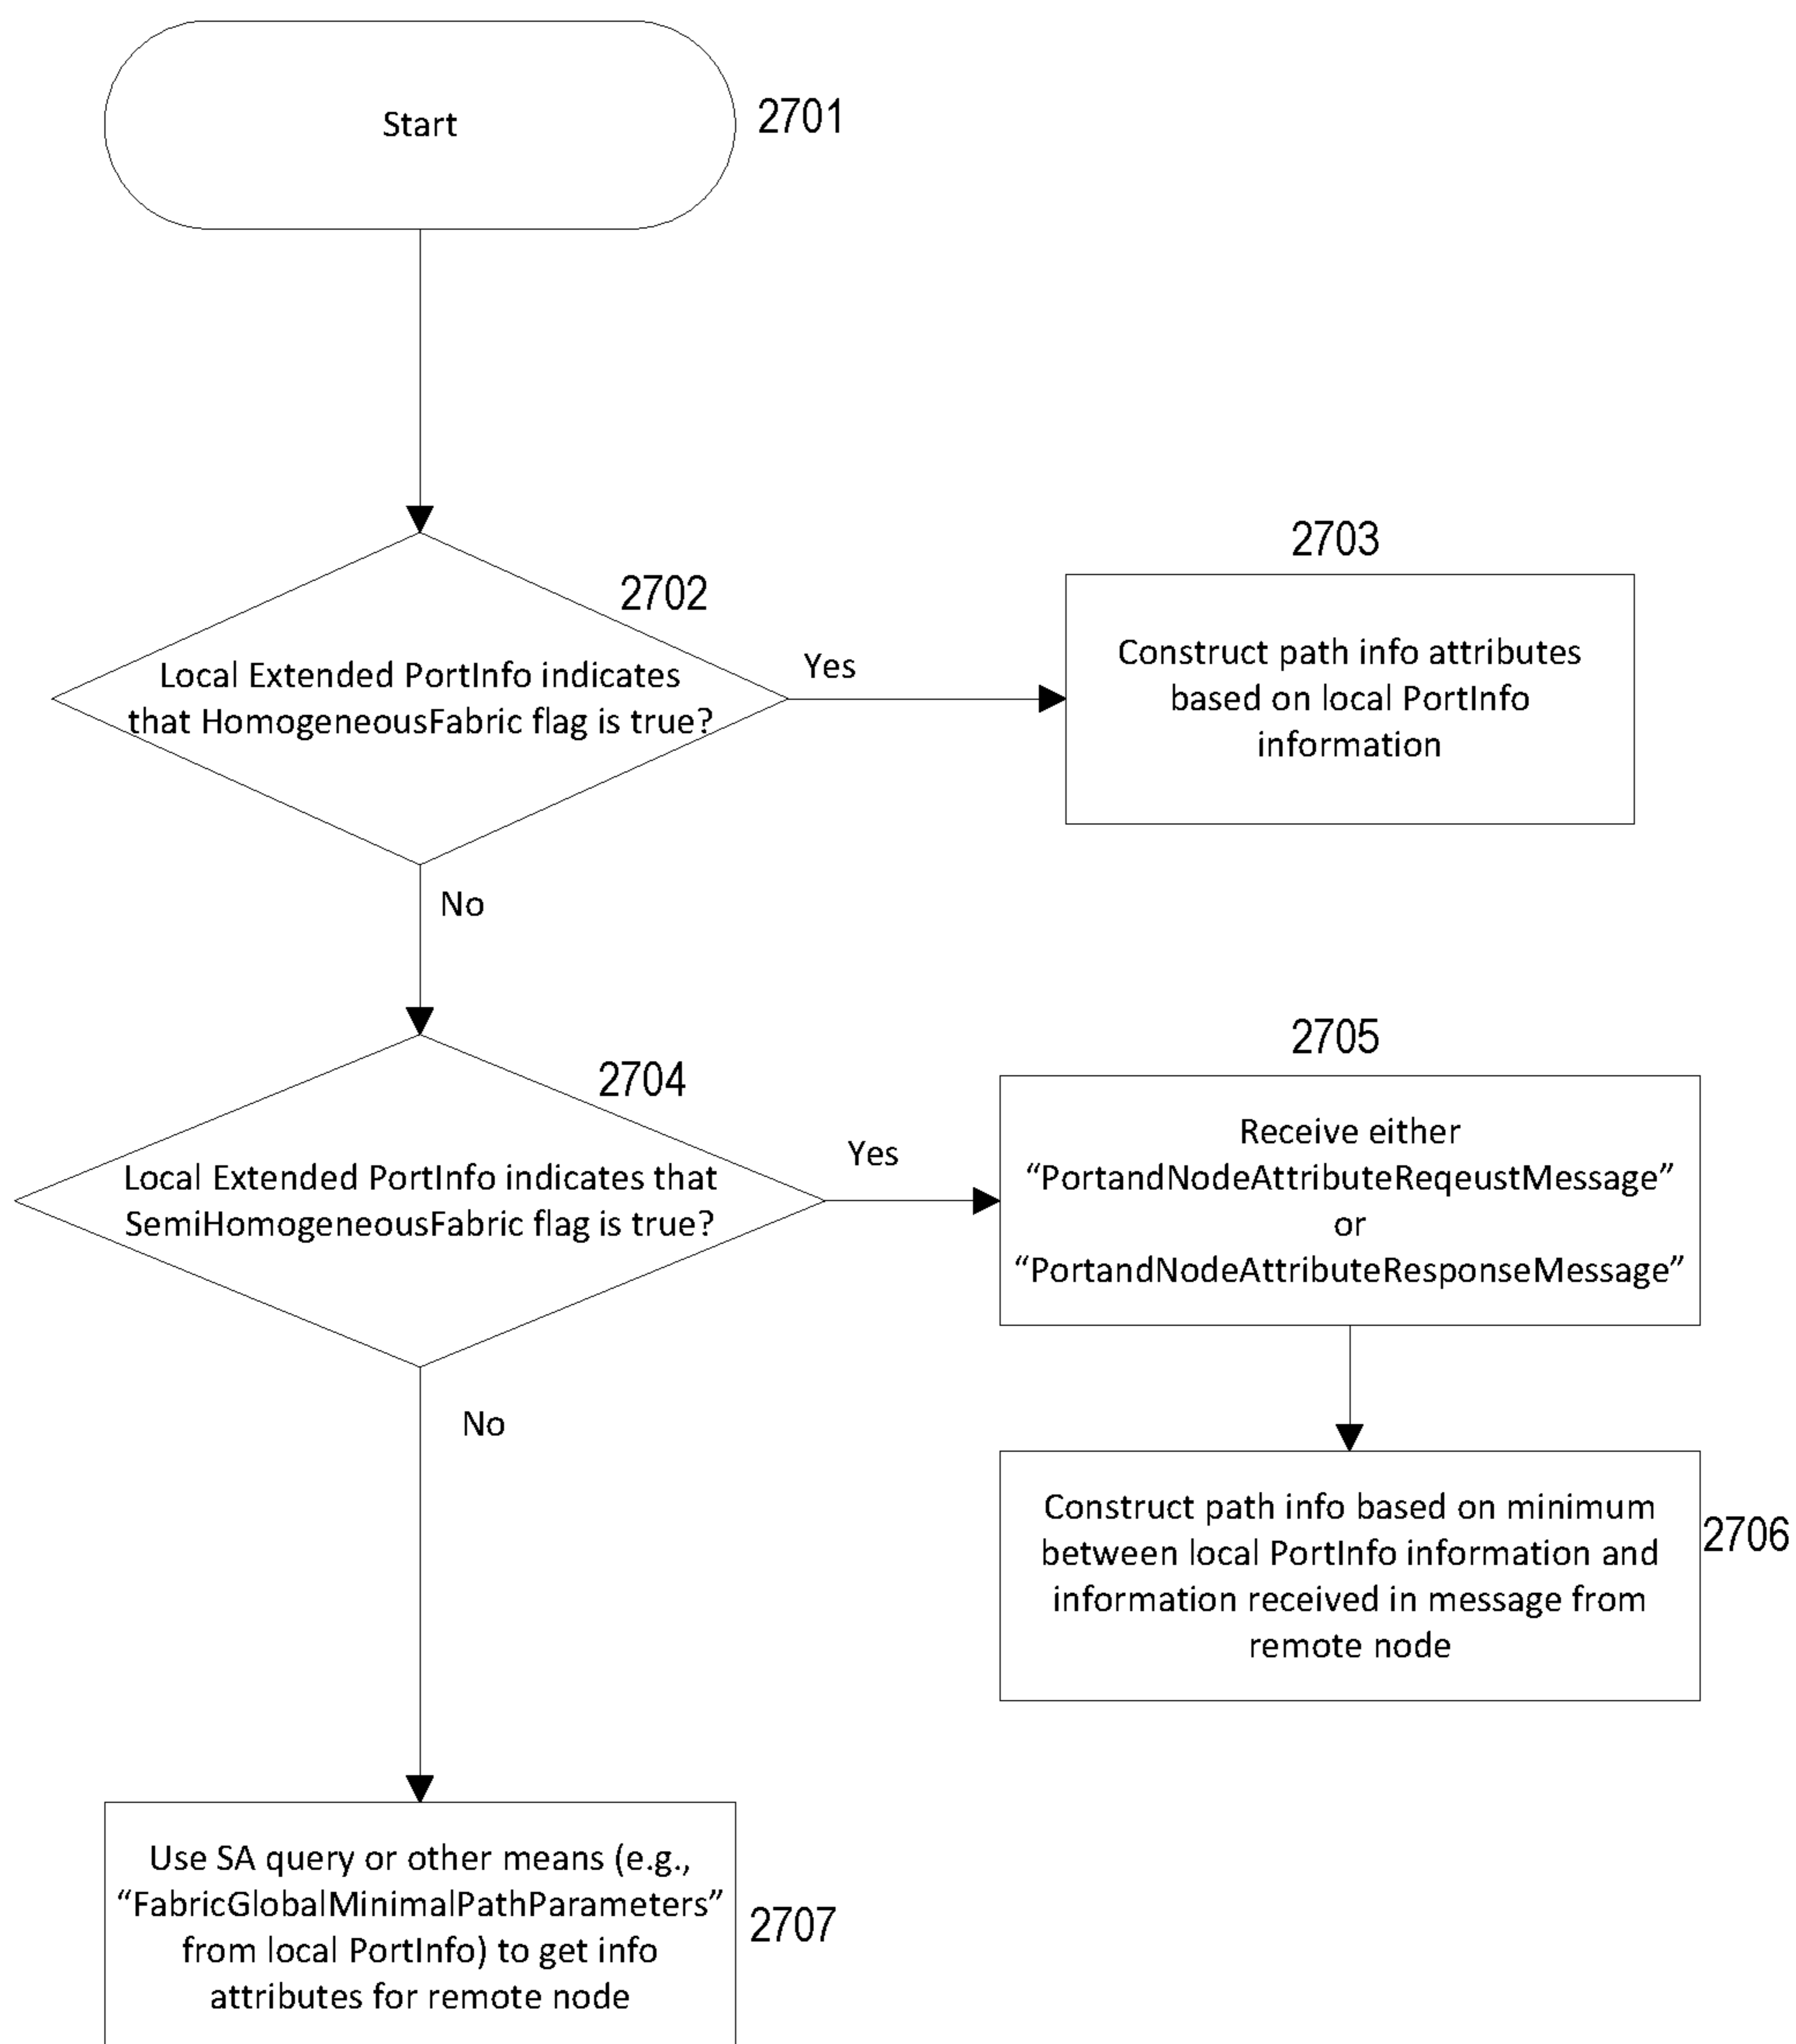 Start
2701
2702
Local Extended PortInfo indicates
that HomogeneousFabric flag is true?
Yes
2703
Construct path info attributes
based on local PortInfo
information
No
2704
Local Extended PortInfo indicates that
SemiHomogeneousFabric flag is true?
Yes
2705
Receive either
“PortandNodeAttributeReqeustMessage”
or
“PortandNodeAttributeResponseMessage”
No
Construct path info based on minimum
between local PortInfo information and
information received in message from
remote node
2706
Use SA query or other means (e.g.,
“FabricGlobalMinimalPathParameters”
from local PortInfo) to get info
attributes for remote node
2707